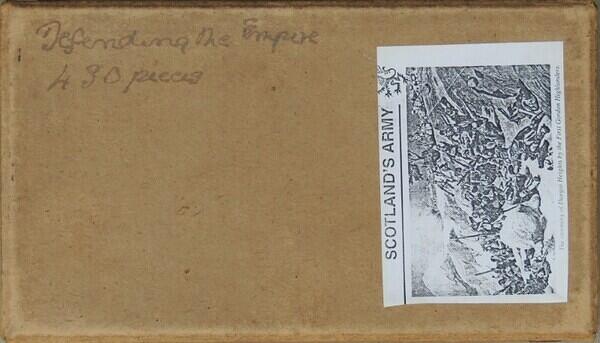 Defending the Empire
430 pieces
SCOTLAND'S ARMY
The storming of Dargai Heights by the First Gordon Highlanders